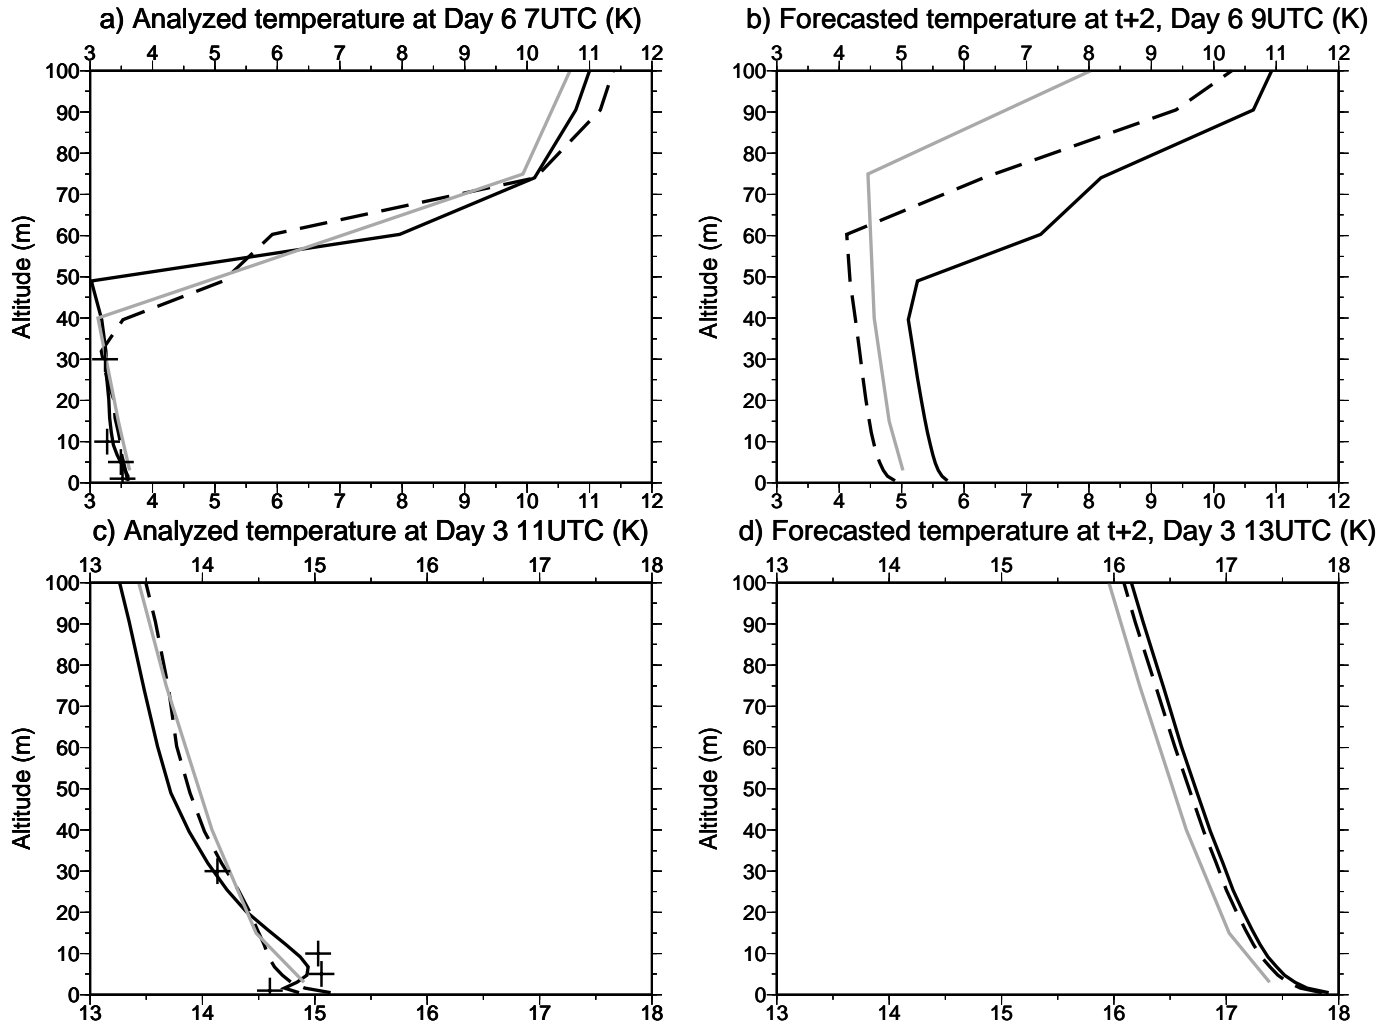 a) Analyzed temperature at Day 6 7UTC (K)
3 4 5 6 7 8 9 10 11 12
100
90
80
70
60
50
40
30
20
10
0
Altitude (m)
3 4 5 6 7 8 9 10 11 12
b) Forecasted temperature at t+2, Day 6 9UTC (K)
3 4 5 6 7 8 9 10 11 12
100
90
80
70
60
50
40
30
20
10
0
Altitude (m)
3 4 5 6 7 8 9 10 11 12
c) Analyzed temperature at Day 3 11UTC (K)
13 14 15 16 17 18
100
90
80
70
60
50
40
30
20
10
0
Altitude (m)
13 14 15 16 17 18
d) Forecasted temperature at t+2, Day 3 13UTC (K)
13 14 15 16 17 18
100
90
80
70
60
50
40
30
20
10
0
Altitude (m)
13 14 15 16 17 18